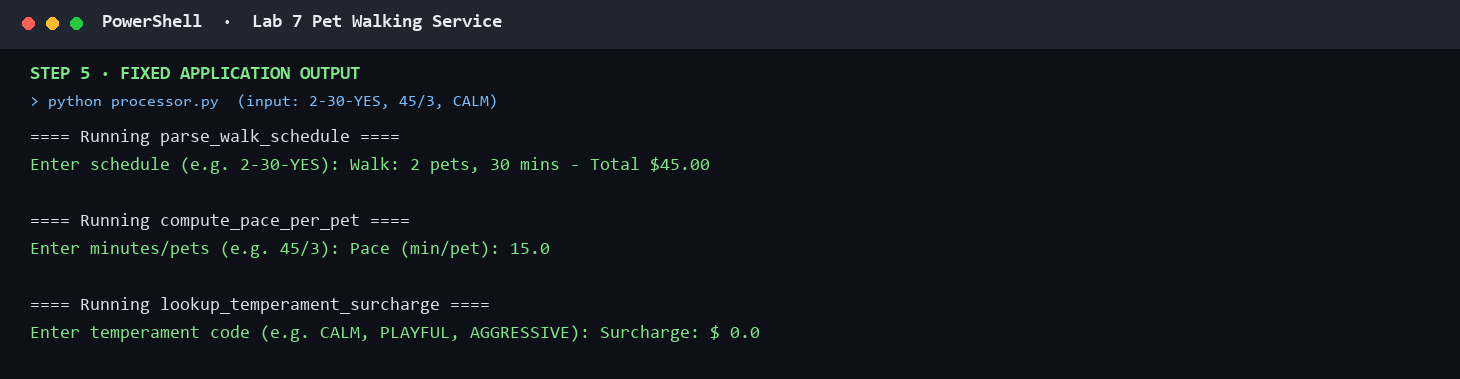 PowerShell · Lab 7 Pet Walking Service
STEP 5 · FIXED APPLICATION OUTPUT
> python processor.py  (input: 2-30-YES, 45/3, CALM)
==== Running parse_walk_schedule ====
Enter schedule (e.g. 2-30-YES): Walk: 2 pets, 30 mins - Total $45.00
==== Running compute_pace_per_pet ====
Enter minutes/pets (e.g. 45/3): Pace (min/pet): 15.0
==== Running lookup_temperament_surcharge ====
Enter temperament code (e.g. CALM, PLAYFUL, AGGRESSIVE): Surcharge: $ 0.0